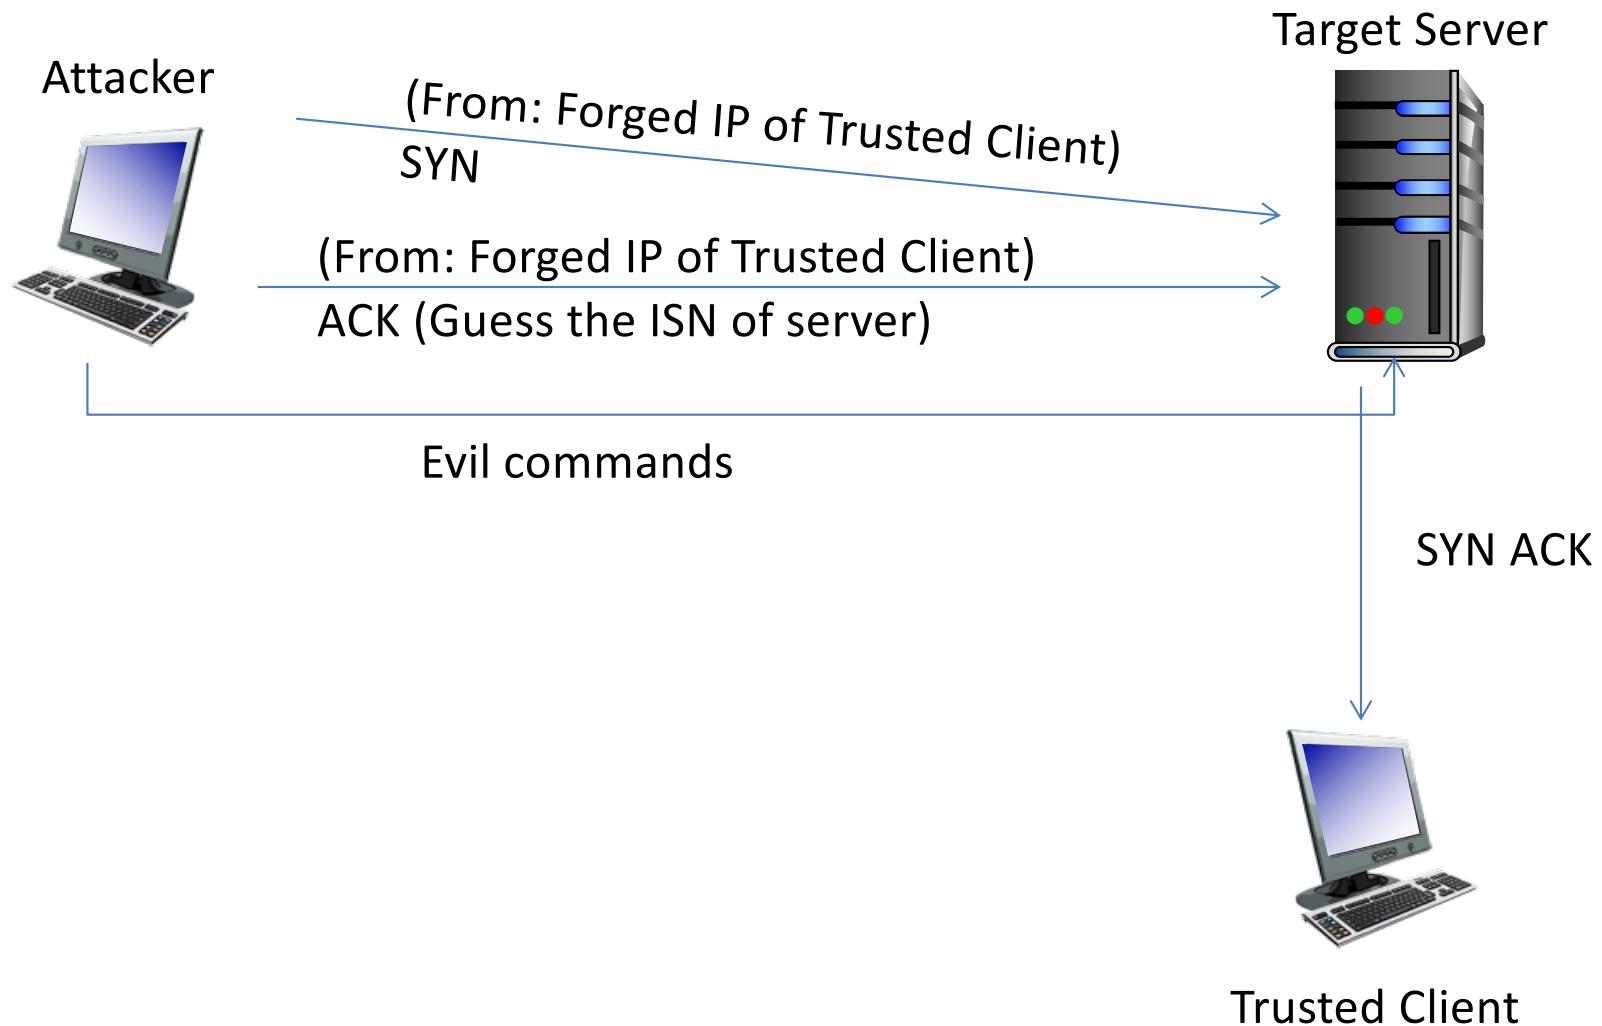 Target Server
Attacker
(From: Forged IP of Trusted Client)
SYN
(From: Forged IP of Trusted Client)
ACK (Guess the ISN of server)
Evil commands
SYN ACK
Trusted Client